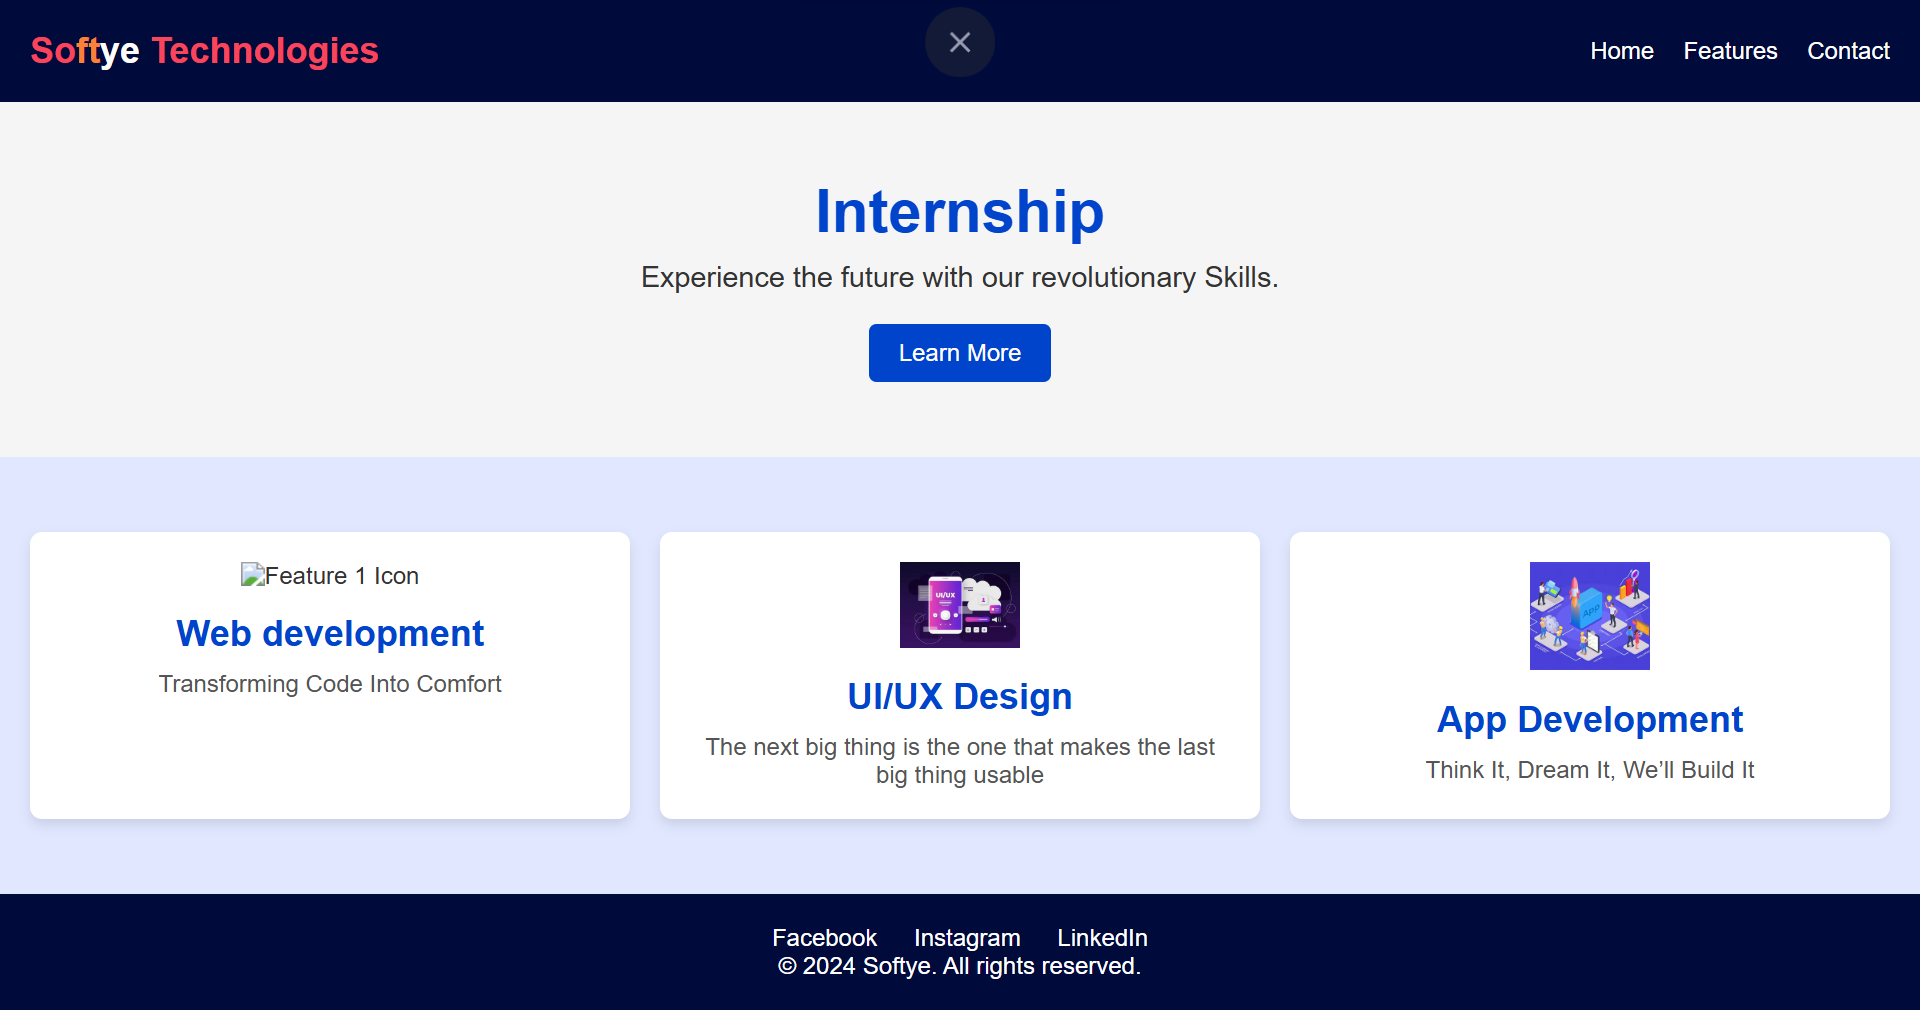 Softye Technologies
Home Features Contact
Internship
Experience the future with our revolutionary Skills.
Learn More
Feature 1 Icon
Web development
Transforming Code Into Comfort
UI/UX
UI/UX Design
The next big thing is the one that makes the last
big thing usable
App
App Development
Think It, Dream It, We’ll Build It
Facebook Instagram LinkedIn
© 2024 Softye. All rights reserved.